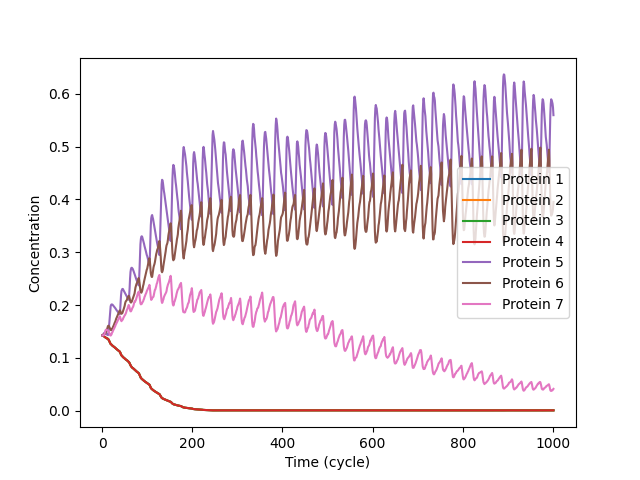 0.6
0.5
0.4
0.3
0.2
0.1
0.0
Concentration
Protein 1
Protein 2
Protein 3
Protein 4
Protein 5
Protein 6
Protein 7
0 200 400 600 800 1000
Time (cycle)